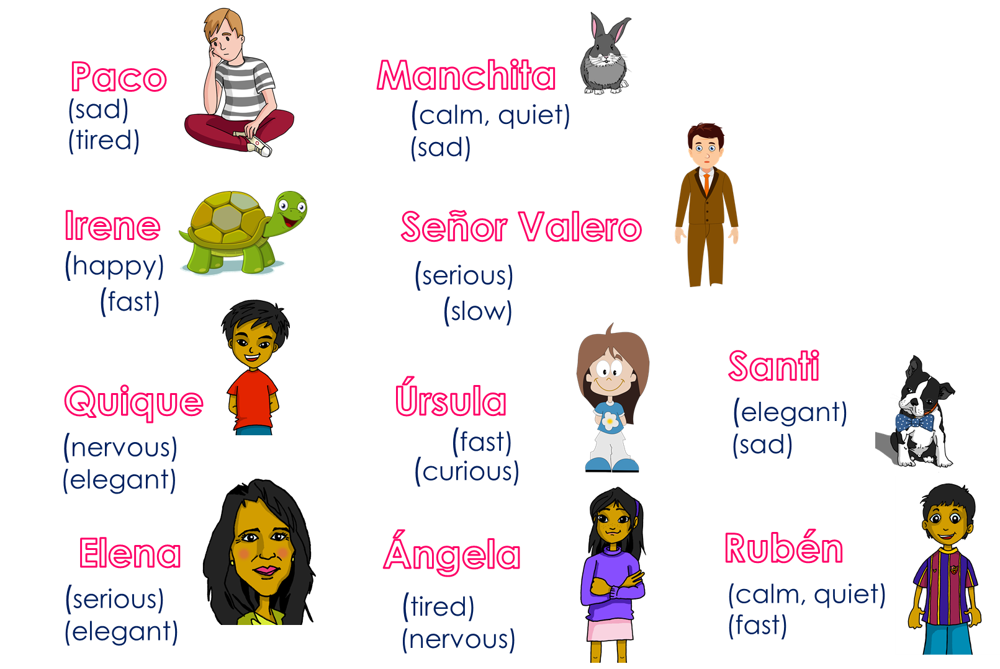 Paco
(sad)
(tired)
Manchita
(calm, quiet)
(sad)
Irene
(happy)
(fast)
Señor Valero
(serious)
(slow)
Quique
(nervous)
(elegant)
Úrsula
(fast)
(curious)
Santi
(elegant)
(sad)
Elena
(serious)
(elegant)
Ángela
(tired)
(nervous)
Rubén
(calm, quiet)
(fast)